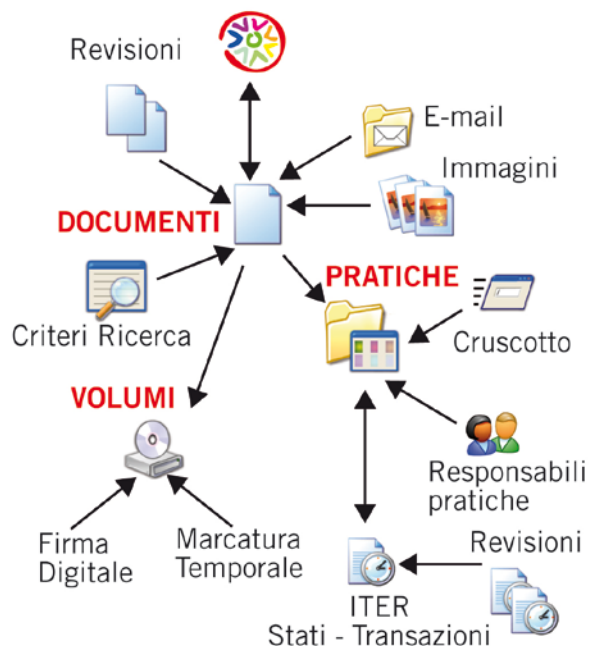 Revisioni
E-mail
Immagini
DOCUMENTI
PRATICHE
Criteri Ricerca
Cruscotto
VOLUMI
Responsabili
pratiche
Firma
Digitale
Marcatura
Temporale
Revisioni
ITER
Stati - Transazioni